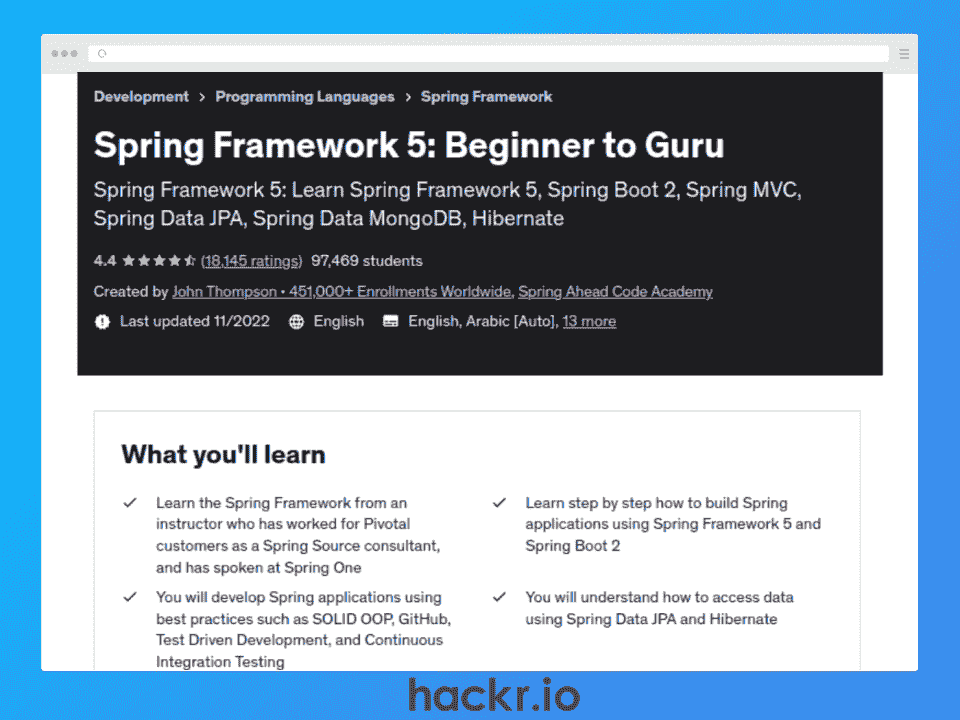 Development > Programming Languages > Spring Framework
Spring Framework 5: Beginner to Guru
Spring Framework 5: Learn Spring Framework 5, Spring Boot 2, Spring MVC,
Spring Data JPA, Spring Data MongoDB, Hibernate
4.4 (18,145 ratings) 97,469 students
Created by John Thompson • 451,000+ Enrollments Worldwide, Spring Ahead Code Academy
Last updated 11/2022 English English, Arabic [Auto], 13 more
What you'll learn
Learn the Spring Framework from an
instructor who has worked for Pivotal
customers as a Spring Source consultant,
and has spoken at Spring One
Learn step by step how to build Spring
applications using Spring Framework 5 and
Spring Boot 2
You will develop Spring applications using
best practices such as SOLID OOP, GitHub,
Test Driven Development, and Continuous
Integration Testing
You will understand how to access data
using Spring Data JPA and Hibernate
hackr.io